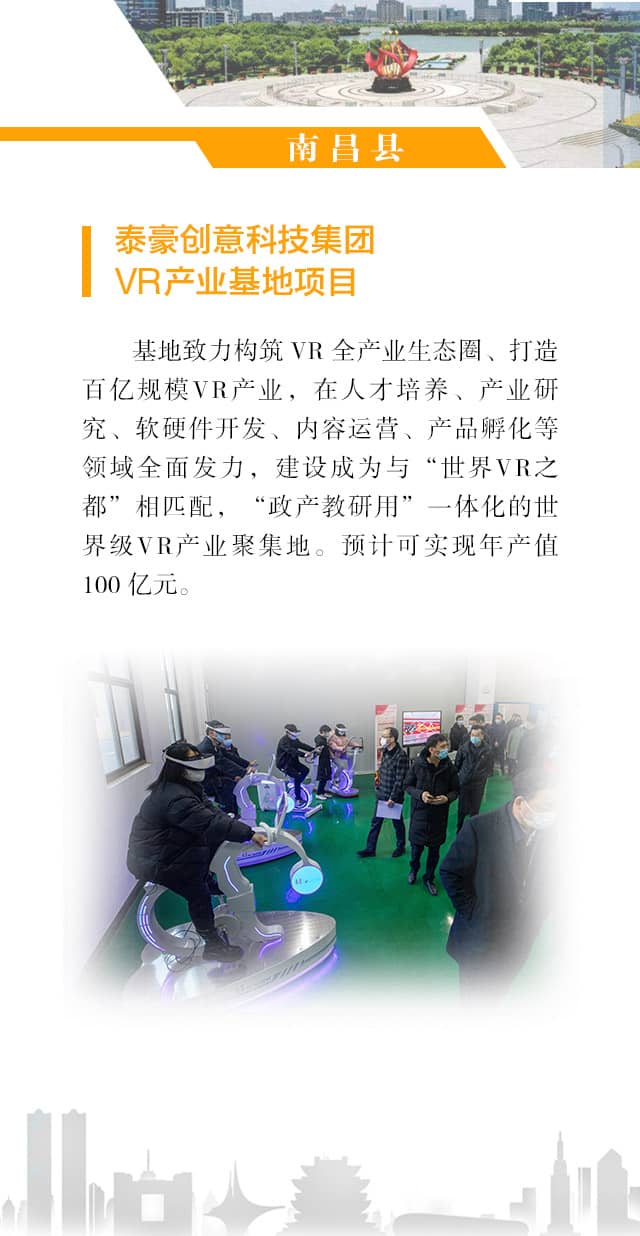 南昌县
泰豪创意科技集团
VR产业基地项目
基地致力构筑 VR 全产业生态圈、打造
百亿规模VR产业，在人才培养、产业研
究、软硬件开发、内容运营、产品孵化等
领域全面发力，建设成为与“世界VR之
都”相匹配，“政产教研用”一体化的世
界级VR产业聚集地。预计可实现年产值
100 亿元。